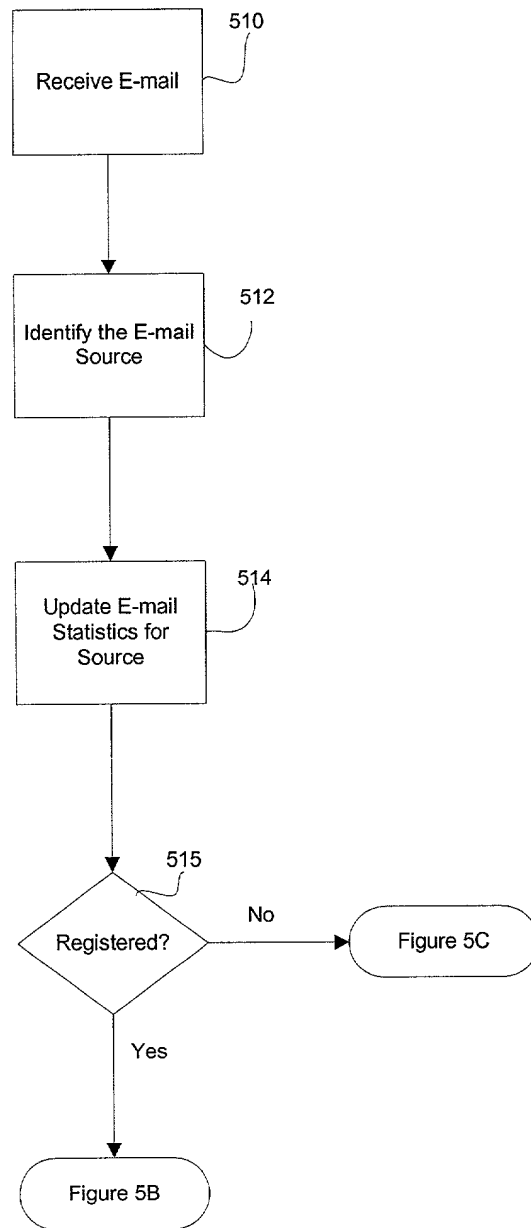 510
Receive E-mail
512
Identify the E-mail
Source
514
Update E-mail
Statistics for
Source
515
Registered?
No
Figure 5C
Yes
Figure 5B